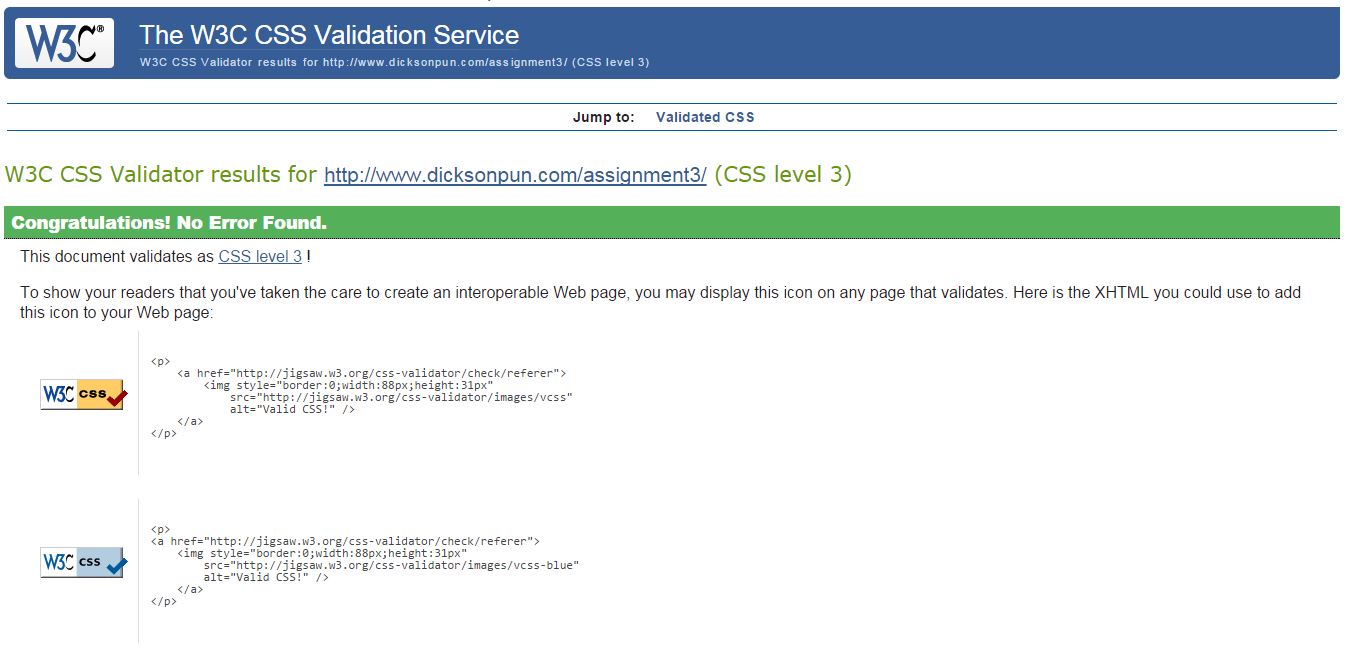 W3C®
The W3C CSS Validation Service
W3C CSS Validator results for http://www.dicksonpun.com/assignment3/ (CSS level 3)
Jump to: Validated CSS
W3C CSS Validator results for http://www.dicksonpun.com/assignment3/ (CSS level 3)
Congratulations! No Error Found.
This document validates as CSS level 3 !
To show your readers that you've taken the care to create an interoperable Web page, you may display this icon on any page that validates. Here is the XHTML you could use to add
this icon to your Web page:
W3C css
<p>
<a href="http://jigsaw.w3.org/css-validator/check/referer">
<img style="border:0;width:88px;height:31px"
src="http://jigsaw.w3.org/css-validator/images/vcss"
alt="Valid CSS!" />
</a>
</p>
W3C css
<p>
<a href="http://jigsaw.w3.org/css-validator/check/referer">
<img style="border:0;width:88px;height:31px"
src="http://jigsaw.w3.org/css-validator/images/vcss-blue"
alt="Valid CSS!" />
</a>
</p>